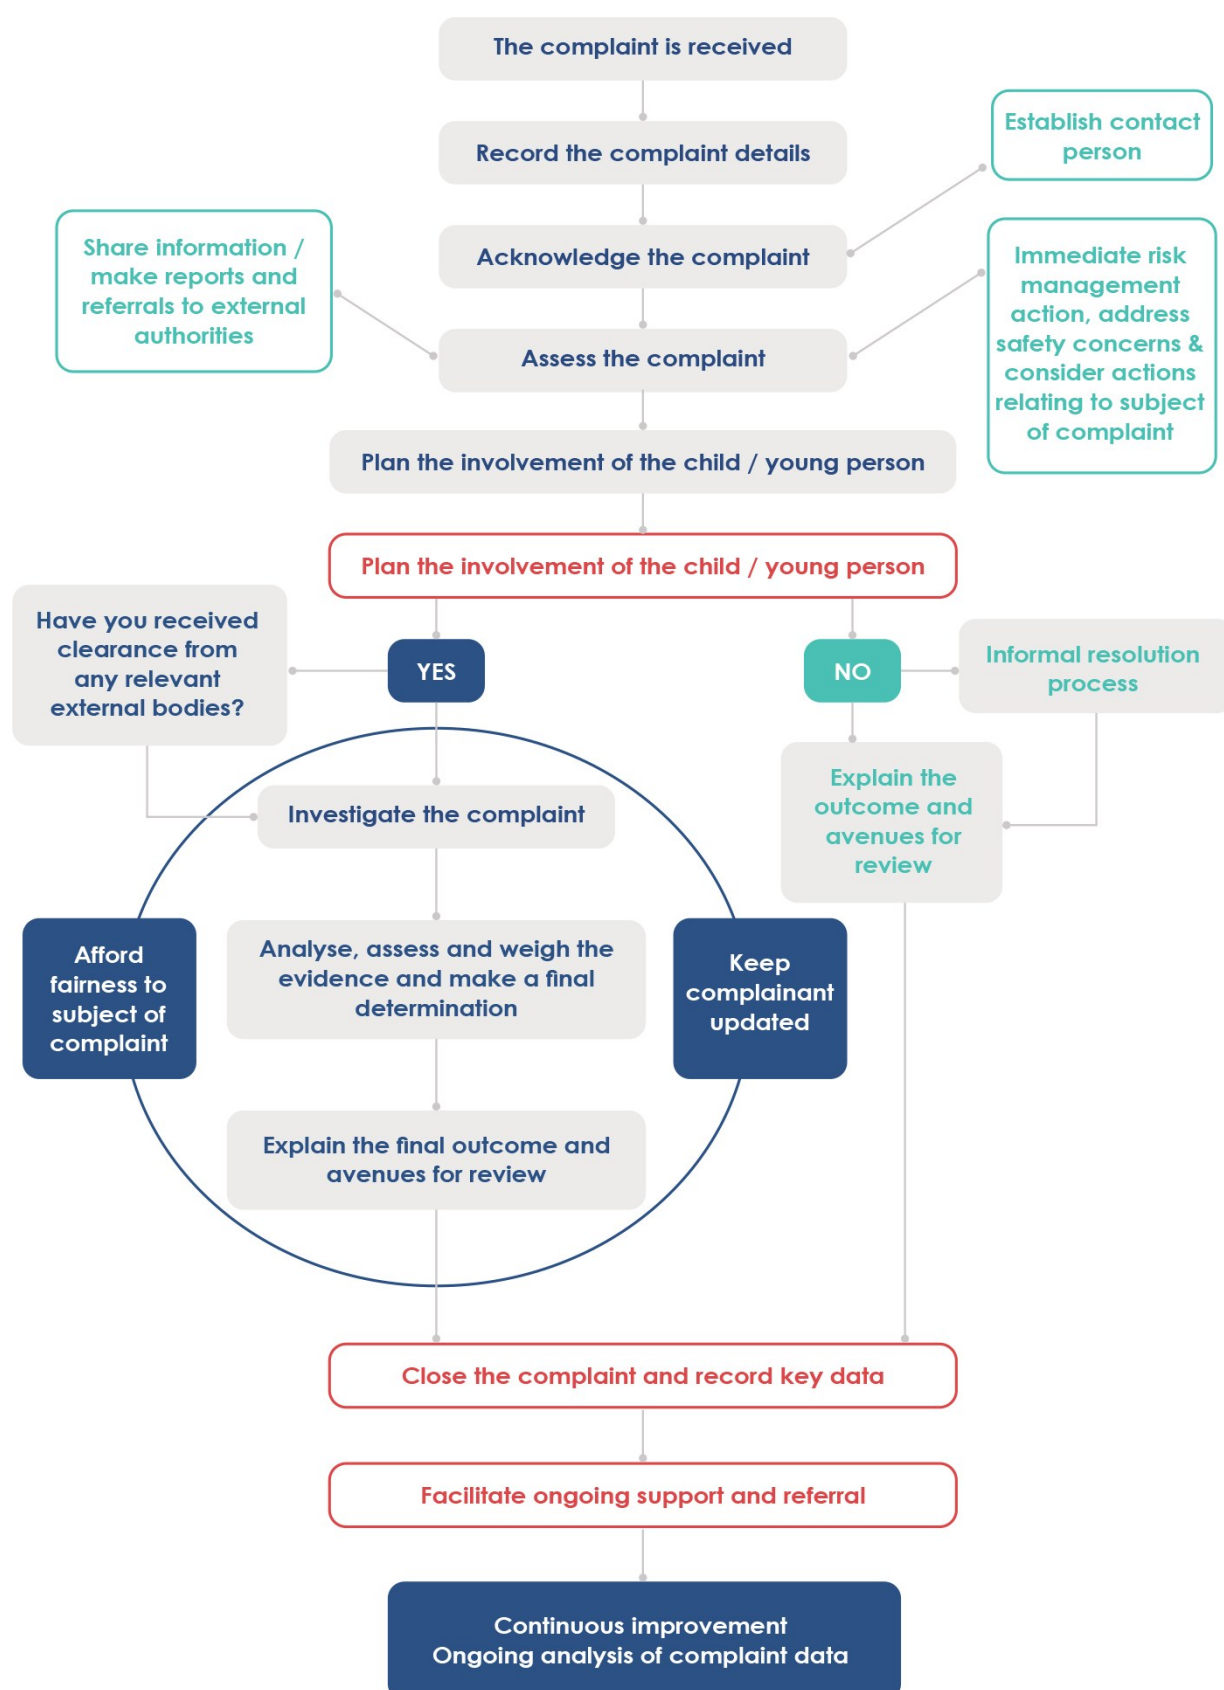 The complaint is received
Record the complaint details
Establish contact
person
Acknowledge the complaint
Share information /
make reports and
referrals to external
authorities
Immediate risk
management
action, address
safety concerns &
consider actions
relating to subject
of complaint
Assess the complaint
Plan the involvement of the child / young person
Plan the involvement of the child / young person
Have you received
clearance from
any relevant
external bodies?
YES
NO
Informal resolution
process
Explain the
outcome and
avenues for
review
Investigate the complaint
Afford
fairness to
subject of
complaint
Analyse, assess and weigh the
evidence and make a final
determination
Keep
complainant
updated
Explain the final outcome and
avenues for review
Close the complaint and record key data
Facilitate ongoing support and referral
Continuous improvement
Ongoing analysis of complaint data